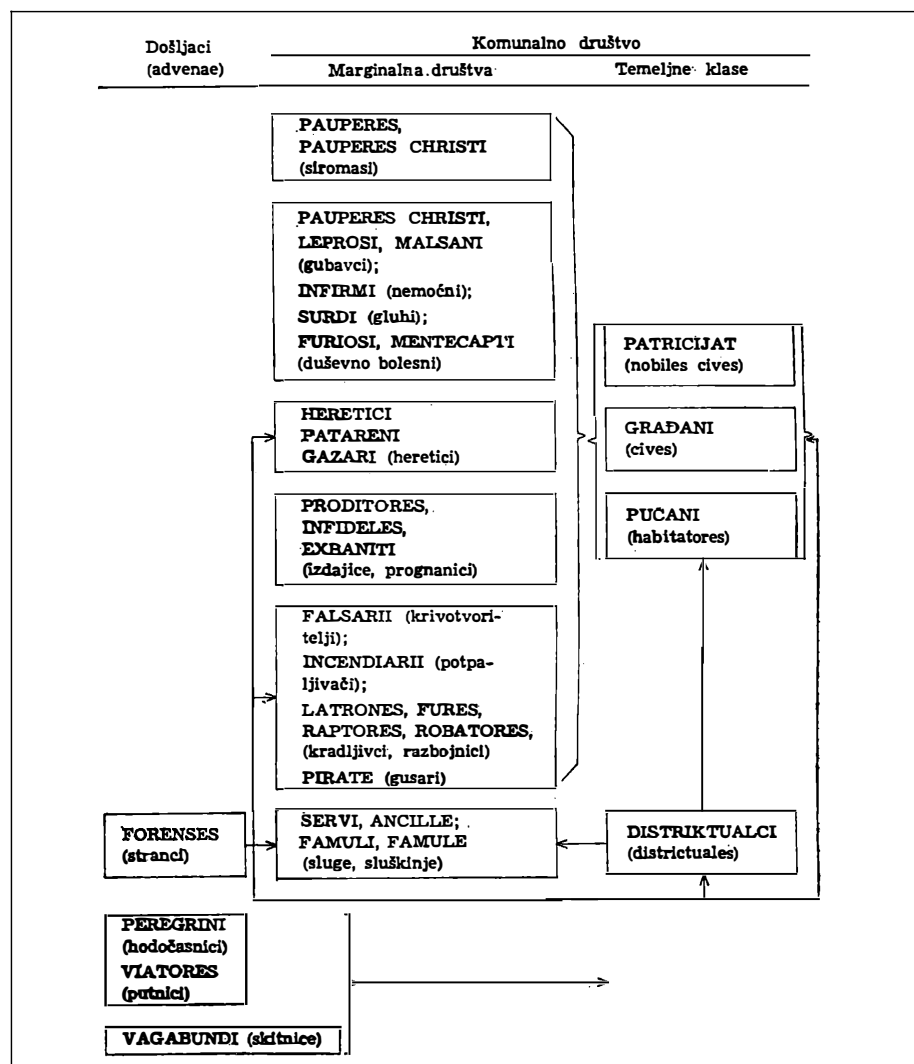 Došljaci
(advenae)
Komunalno društvo
Marginalna društva
Temeljne klase
PAUPERES,
PAUPERES CHRISTI
(siromasi)
PAUPERES CHRISTI,
LEPROSI, MALSANI
(gubavci);
INFIRMI (nemoćni);
SURDI (gluhi);
FURIOSI, MENTECAPTI
(duševno bolesni)
HERETICI
PATARENI
GAZARI (heretici)
PRODITORES,
INFIDELES,
EXBANITI
(izdajice, prognanici)
FALSARII (krivotvori-
telji);
INCENDIARII (potpa-
ljivači);
LATRONES, FURES,
RAPTORES, ROBATORES,
(kradljivci, razbojnici)
PIRATE (gusari)
SERVI, ANCILLE;
FAMULI, FAMULE
(sluge, sluškinje)
PATRICIJAT
(nobiles cives)
GRAĐANI
(cives)
PUČANI
(habitatores)
DISTRIKTUALCI
(districtuales)
FORENSES
(stranci)
PEREGRINI
(hodočasnici)
VIATORES
(putnici)
VAGABUNDI (skitnice)